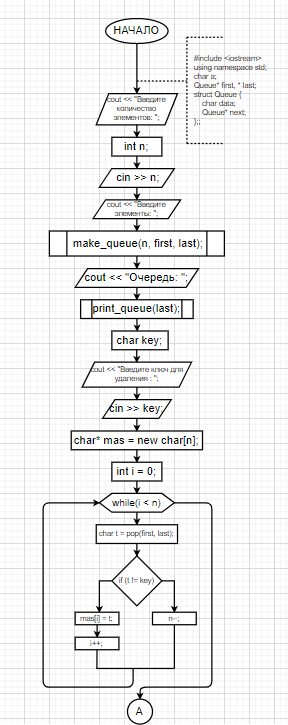 НАЧАЛО
#include <iostream>
using namespace std;
char a;
Queue* first, * last;
struct Queue {
char data;
Queue* next;
};;
cout << "Введите
количество
элементов: ";
int n;
cin >> n;
cout << "Введите
элементы: ";
make_queue(n, first, last);
cout << "Очередь: ";
print_queue(last);
char key;
cout << "Введите ключ для
удаления : ";
cin >> key;
char* mas = new char[n];
int i = 0;
while(i < n)
char t = pop(first, last);
if (t != key)
mas[i] = t;
n--;
i++;
A